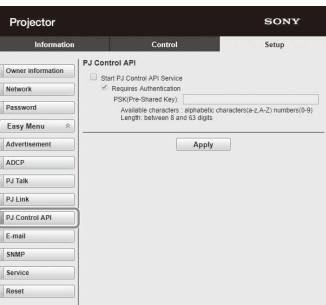 Projector
SONY
Information
Control
Setup
Owner information
Network
Password
Easy Menu
Advertisement
ADCP
PJ Talk
PJ Link
PJ Control API
E-mail
SNMP
Service
Reset
PJ Control API
Start PJ Control API Service
Requires Authentication
PSK(Pre-Shared Key):
Available characters : alphabetic characters(a-z,A-Z) numbers(0-9)
Length: between 8 and 63 digits
Apply